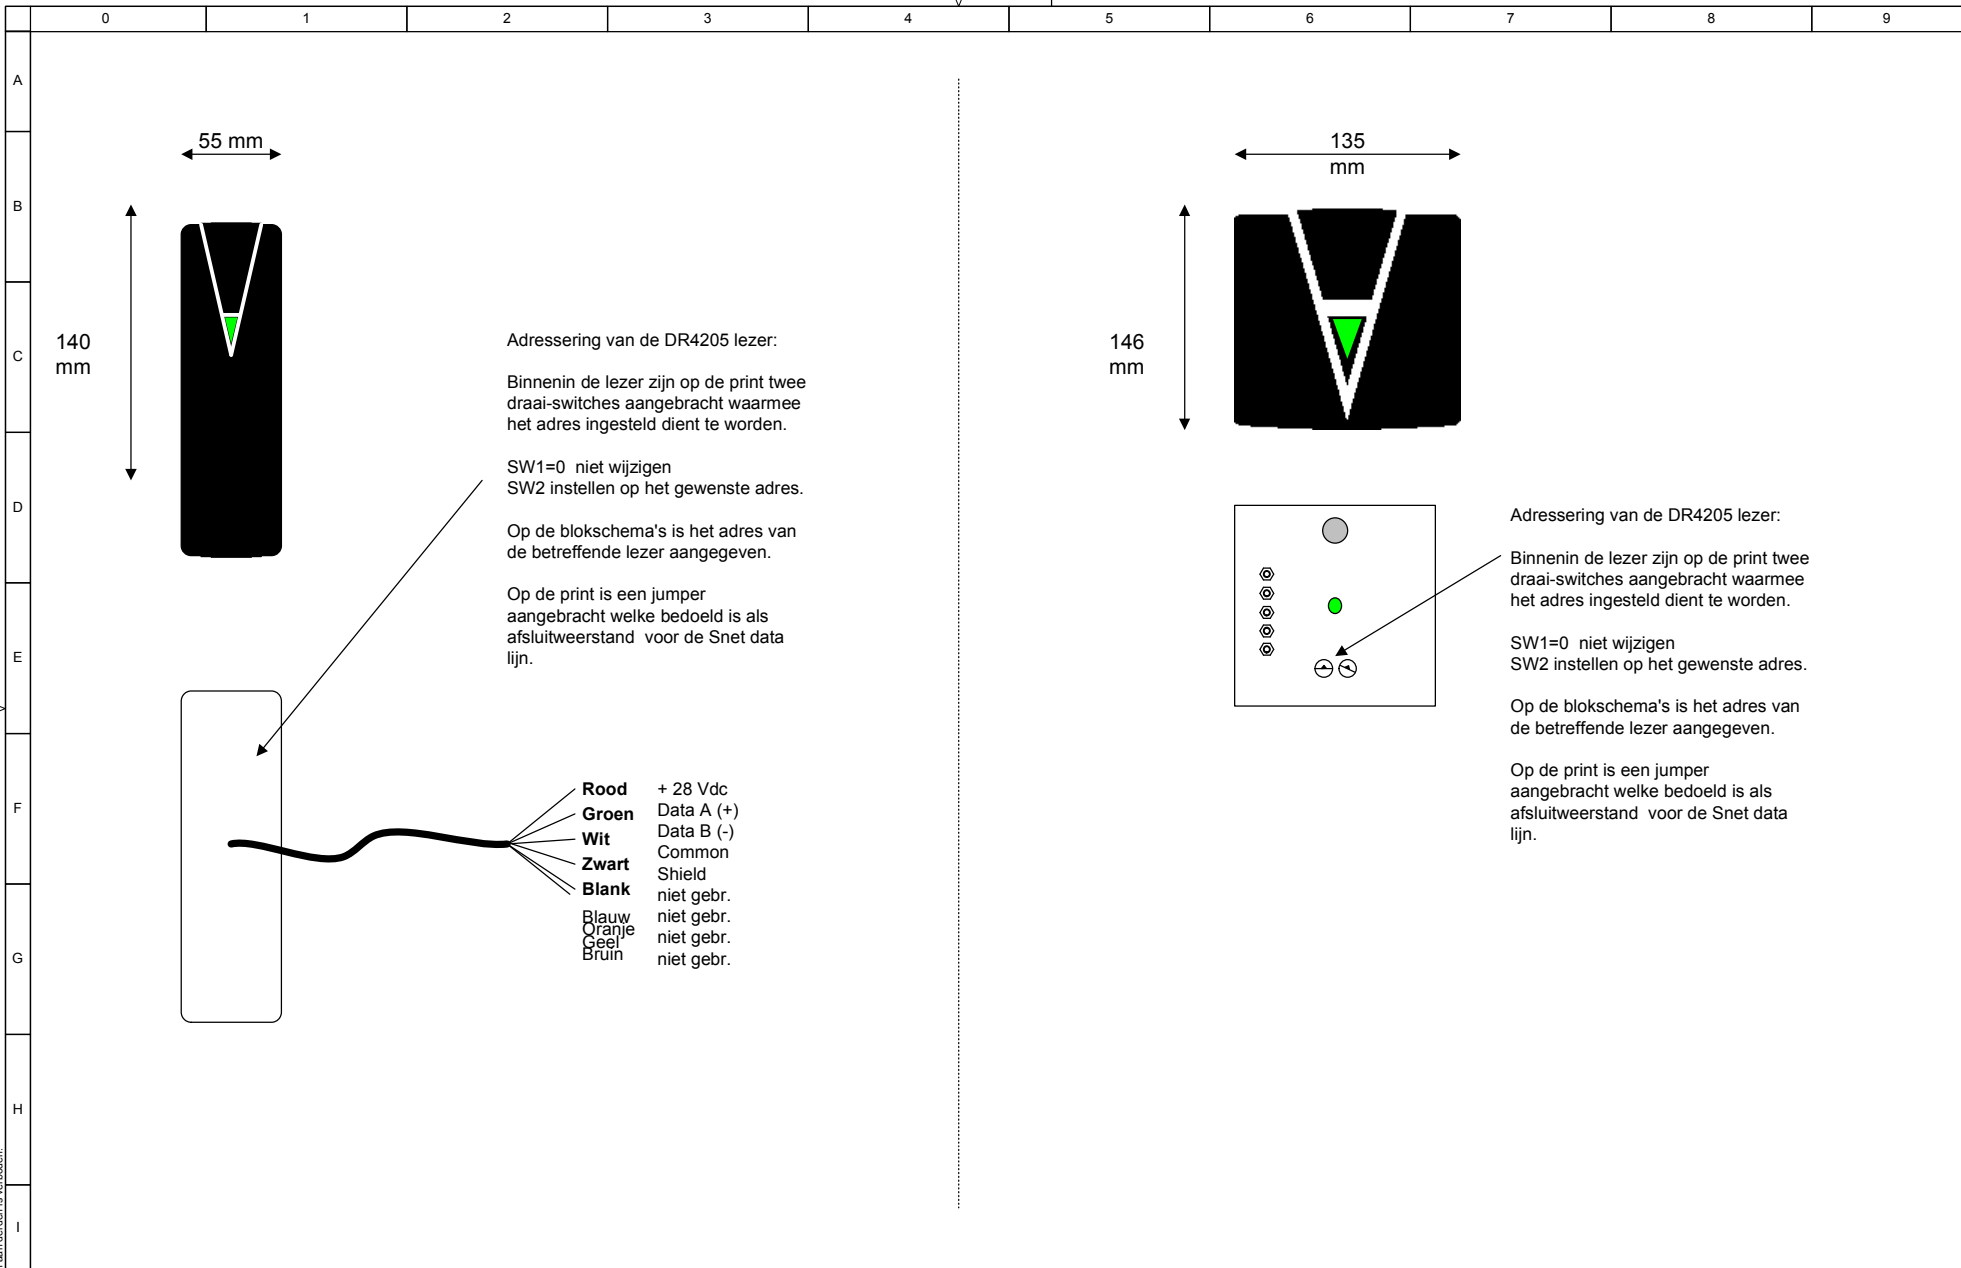 0 1 2 3 4 5 6 7 8 9
A
B
C
D
E
F
G
H
I
55 mm
140
mm
Adressering van de DR4205 lezer:
Binnenin de lezer zijn op de print twee
draai-switches aangebracht waarmee
het adres ingesteld dient te worden.
SW1=0  niet wijzigen
SW2 instellen op het gewenste adres.
Op de blokschema's is het adres van
de betreffende lezer aangegeven.
Op de print is een jumper
aangebracht welke bedoeld is als
afsluitweerstand  voor de Snet data
lijn.
Rood
Groen
Wit
Zwart
Blank
Blauw
Oranje
Geel
Bruin
+ 28 Vdc
Data A (+)
Data B (-)
Common
Shield
niet gebr.
niet gebr.
niet gebr.
niet gebr.
135
mm
146
mm
Adressering van de DR4205 lezer:
Binnenin de lezer zijn op de print twee
draai-switches aangebracht waarmee
het adres ingesteld dient te worden.
SW1=0  niet wijzigen
SW2 instellen op het gewenste adres.
Op de blokschema's is het adres van
de betreffende lezer aangegeven.
Op de print is een jumper
aangebracht welke bedoeld is als
afsluitweerstand  voor de Snet data
lijn.